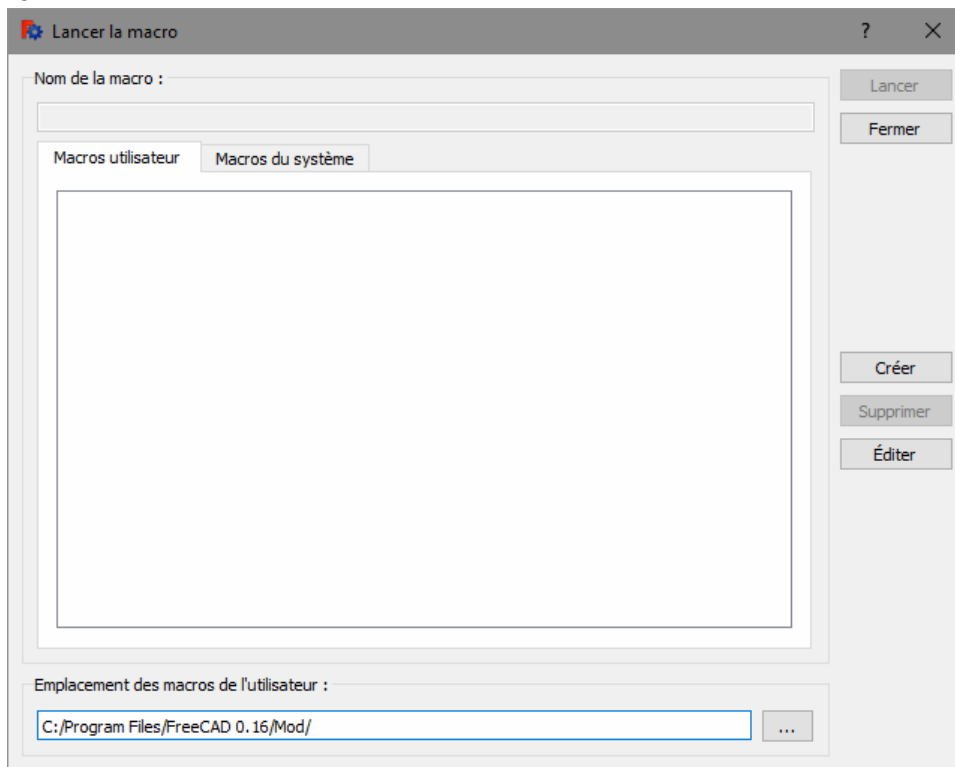 Lancer la macro ? ×
Nom de la macro :
Lancer
Fermer
Macros utilisateur Macros du système
Créer
Supprimer
Éditer
Emplacement des macros de l'utilisateur :
C:/Program Files/FreeCAD 0.16/Mod/ ...